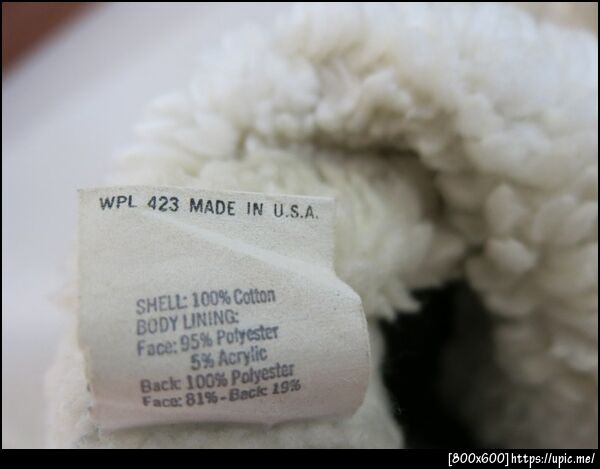 WPL 423 MADE IN U.S.A.
SHELL: 100% Cotton
BODY LINING:
Face: 95% Polyester
5% Acrylic
Back: 100% Polyester
Face: 81% - Back: 19%
[800x600]https://upic.me/